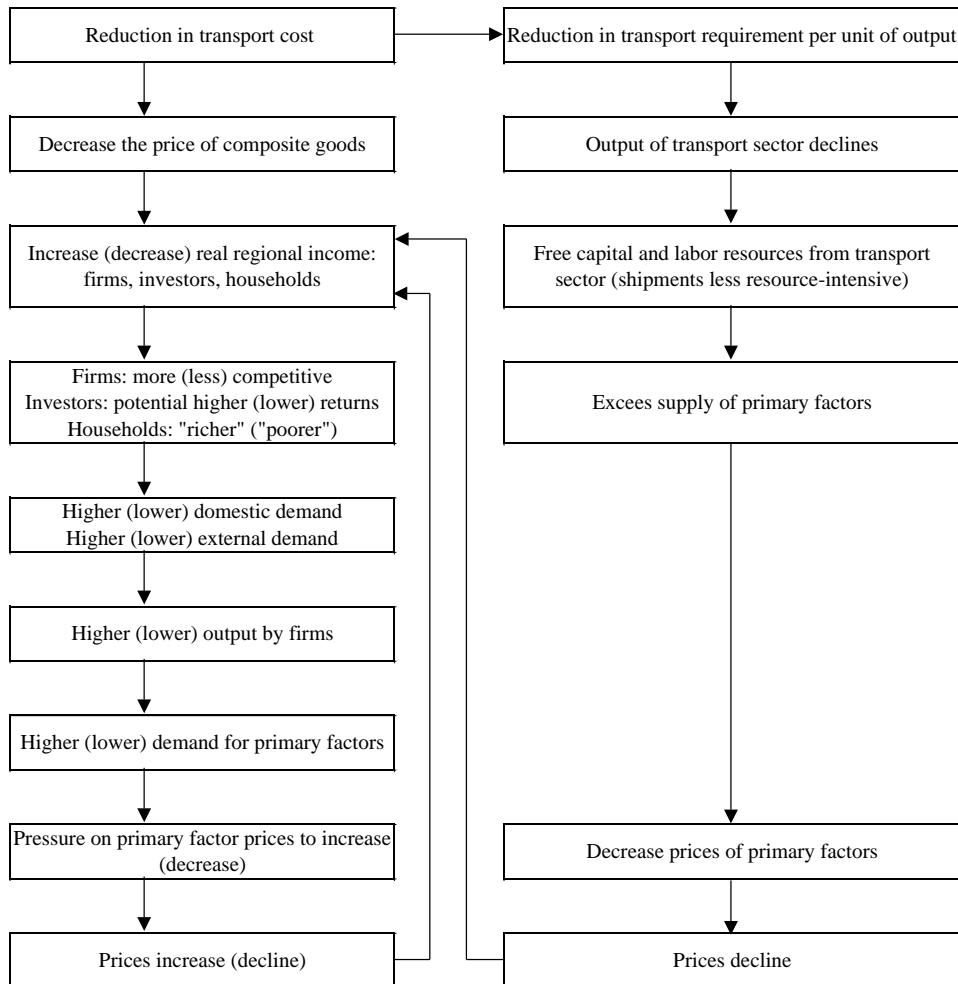 Reduction in transport cost
Reduction in transport requirement per unit of output
Decrease the price of composite goods
Output of transport sector declines
Increase (decrease) real regional income:
firms, investors, households
Free capital and labor resources from transport
sector (shipments less resource-intensive)
Firms: more (less) competitive
Investors: potential higher (lower) returns
Households: "richer" ("poorer")
Excees supply of primary factors
Higher (lower) domestic demand
Higher (lower) external demand
Higher (lower) output by firms
Higher (lower) demand for primary factors
Pressure on primary factor prices to increase
(decrease)
Decrease prices of primary factors
Prices increase (decline)
Prices decline